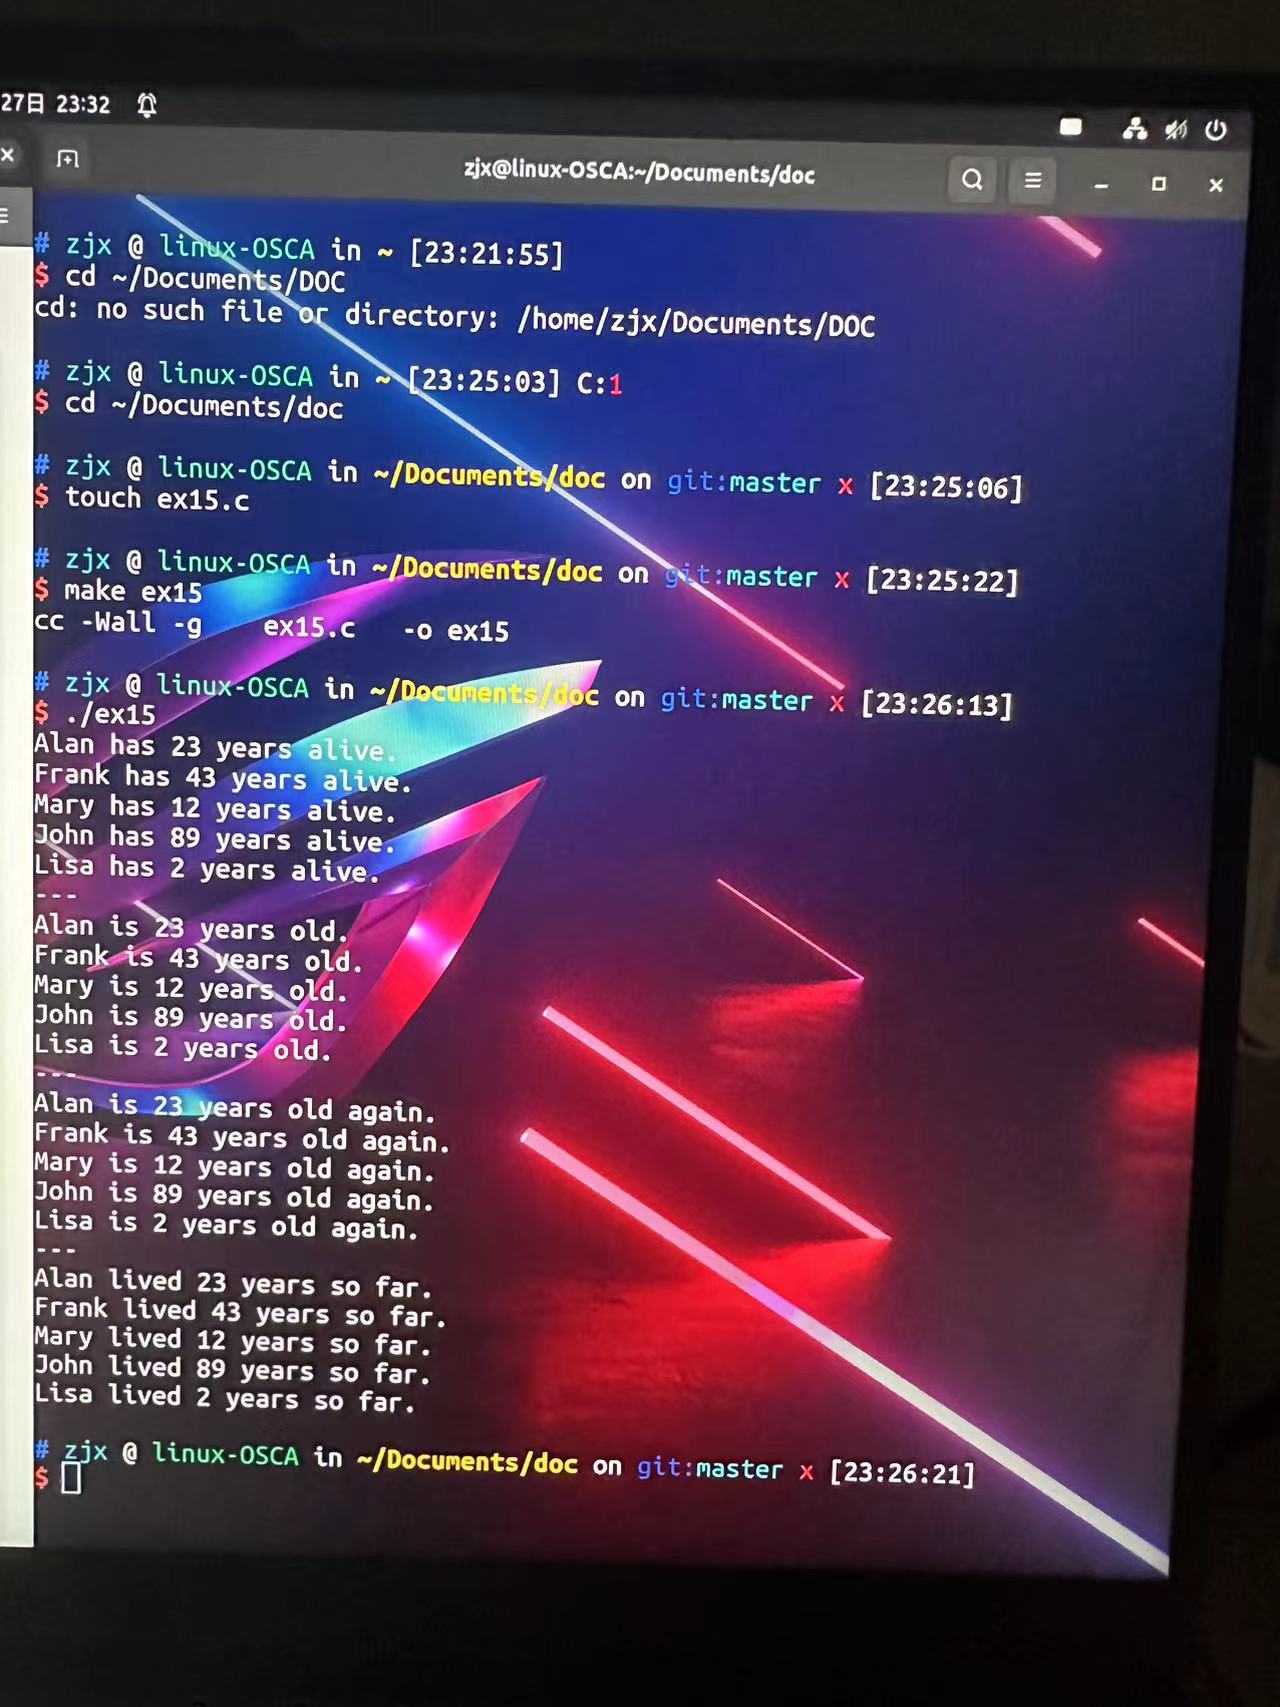 27日 23:32
zjx@linux-OSCA:~/Documents/doc
# zjx @ linux-OSCA in ~ [23:21:55]
$ cd ~/Documents/DOC
cd: no such file or directory: /home/zjx/Documents/DOC
# zjx @ linux-OSCA in ~ [23:25:03] C:1
$ cd ~/Documents/doc
# zjx @ linux-OSCA in ~/Documents/doc on git:master x [23:25:06]
$ touch ex15.c
# zjx @ linux-OSCA in ~/Documents/doc on git:master x [23:25:22]
$ make ex15
cc -Wall -g    ex15.c   -o ex15
# zjx @ linux-OSCA in ~/Documents/doc on git:master x [23:26:13]
$ ./ex15
Alan has 23 years alive.
Frank has 43 years alive.
Mary has 12 years alive.
John has 89 years alive.
Lisa has 2 years alive.
---
Alan is 23 years old.
Frank is 43 years old.
Mary is 12 years old.
John is 89 years old.
Lisa is 2 years old.
---
Alan is 23 years old again.
Frank is 43 years old again.
Mary is 12 years old again.
John is 89 years old again.
Lisa is 2 years old again.
---
Alan lived 23 years so far.
Frank lived 43 years so far.
Mary lived 12 years so far.
John lived 89 years so far.
Lisa lived 2 years so far.
# zjx @ linux-OSCA in ~/Documents/doc on git:master x [23:26:21]
$